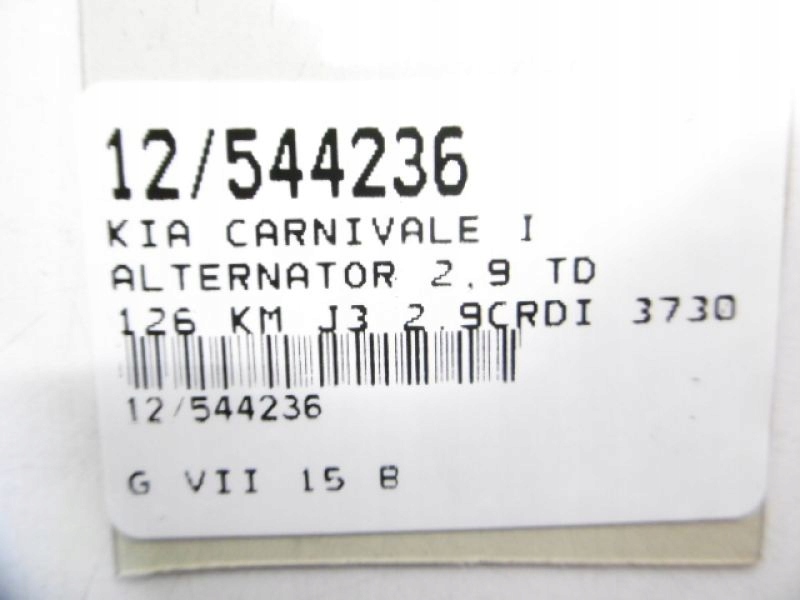 12/544236
KIA CARNIVALE I
ALTERNATOR 2.9 TD
126 KM J3 2.9CRDI 3730
12/544236
G VII 15 B